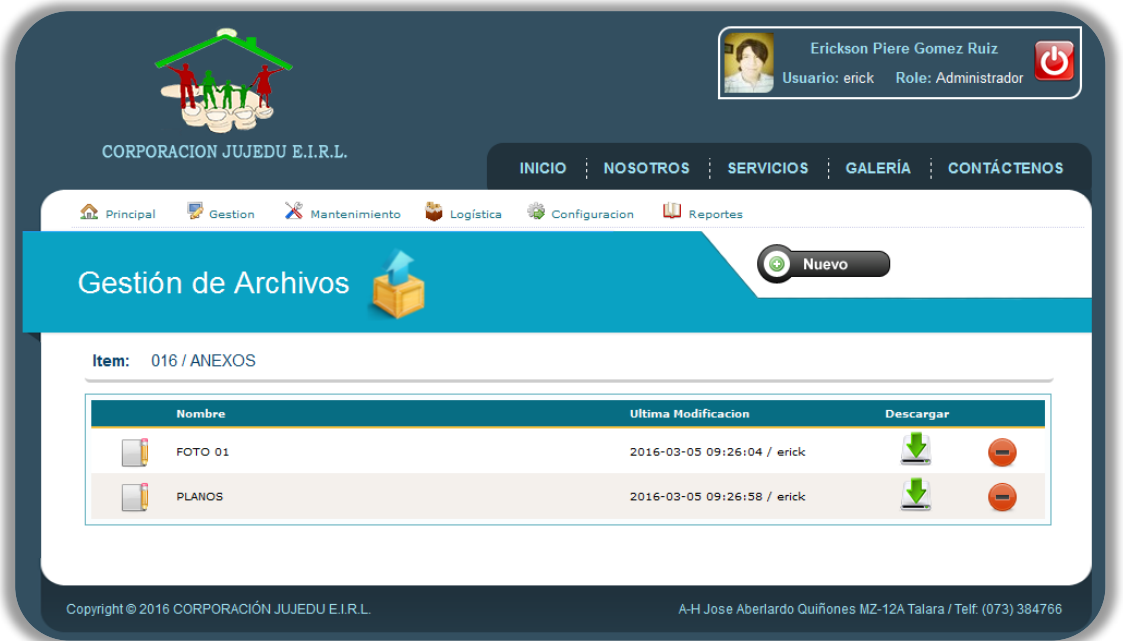 Erickson Piere Gomez Ruiz
Usuario: erick Role: Administrador
CORPORACION JUJEDU E.I.R.L.
INICIO NOSOTROS SERVICIOS GALERÍA CONTÁCTENOS
Principal Gestion Mantenimiento Logística Configuracion Reportes
Gestión de Archivos
Nuevo
Item: 016 / ANEXOS
Nombre Ultima Modificacion Descargar
FOTO 01 2016-03-05 09:26:04 / erick
PLANOS 2016-03-05 09:26:58 / erick
Copyright © 2016 CORPORACIÓN JUJEDU E.I.R.L. A-H Jose Aberlardo Quiñones MZ-12A Talara / Telf: (073) 384766